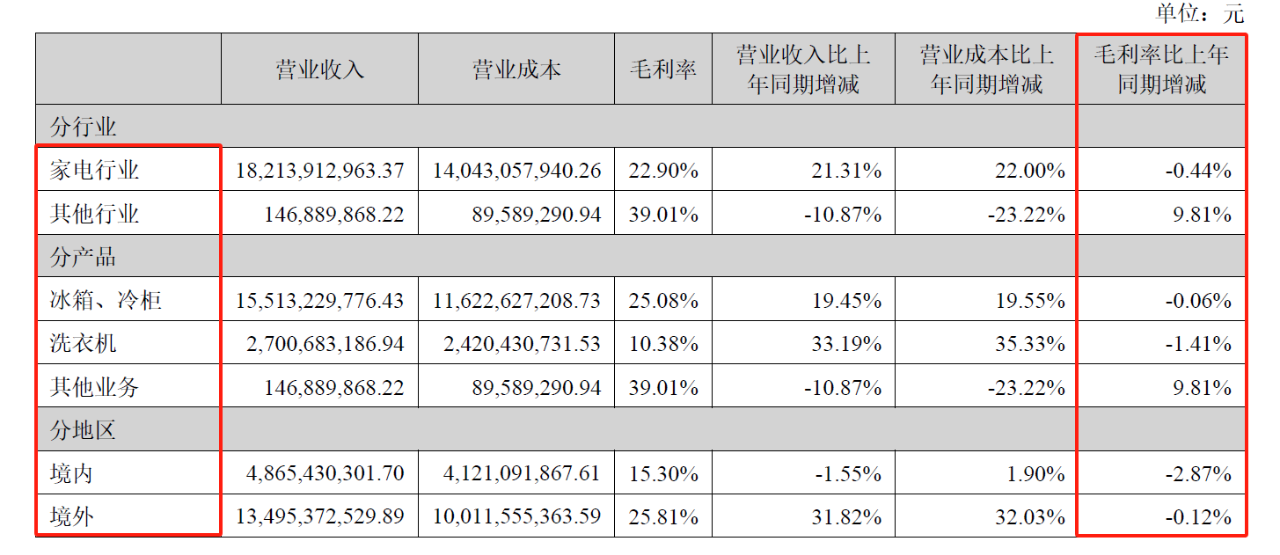 单位：元
营业收入 营业成本 毛利率 营业收入比上年同期增减 营业成本比上年同期增减 毛利率比上年同期增减
分行业
家电行业 18,213,912,963.37 14,043,057,940.26 22.90% 21.31% 22.00% -0.44%
其他行业 146,889,868.22 89,589,290.94 39.01% -10.87% -23.22% 9.81%
分产品
冰箱、冷柜 15,513,229,776.43 11,622,627,208.73 25.08% 19.45% 19.55% -0.06%
洗衣机 2,700,683,186.94 2,420,430,731.53 10.38% 33.19% 35.33% -1.41%
其他业务 146,889,868.22 89,589,290.94 39.01% -10.87% -23.22% 9.81%
分地区
境内 4,865,430,301.70 4,121,091,867.61 15.30% -1.55% 1.90% -2.87%
境外 13,495,372,529.89 10,011,555,363.59 25.81% 31.82% 32.03% -0.12%